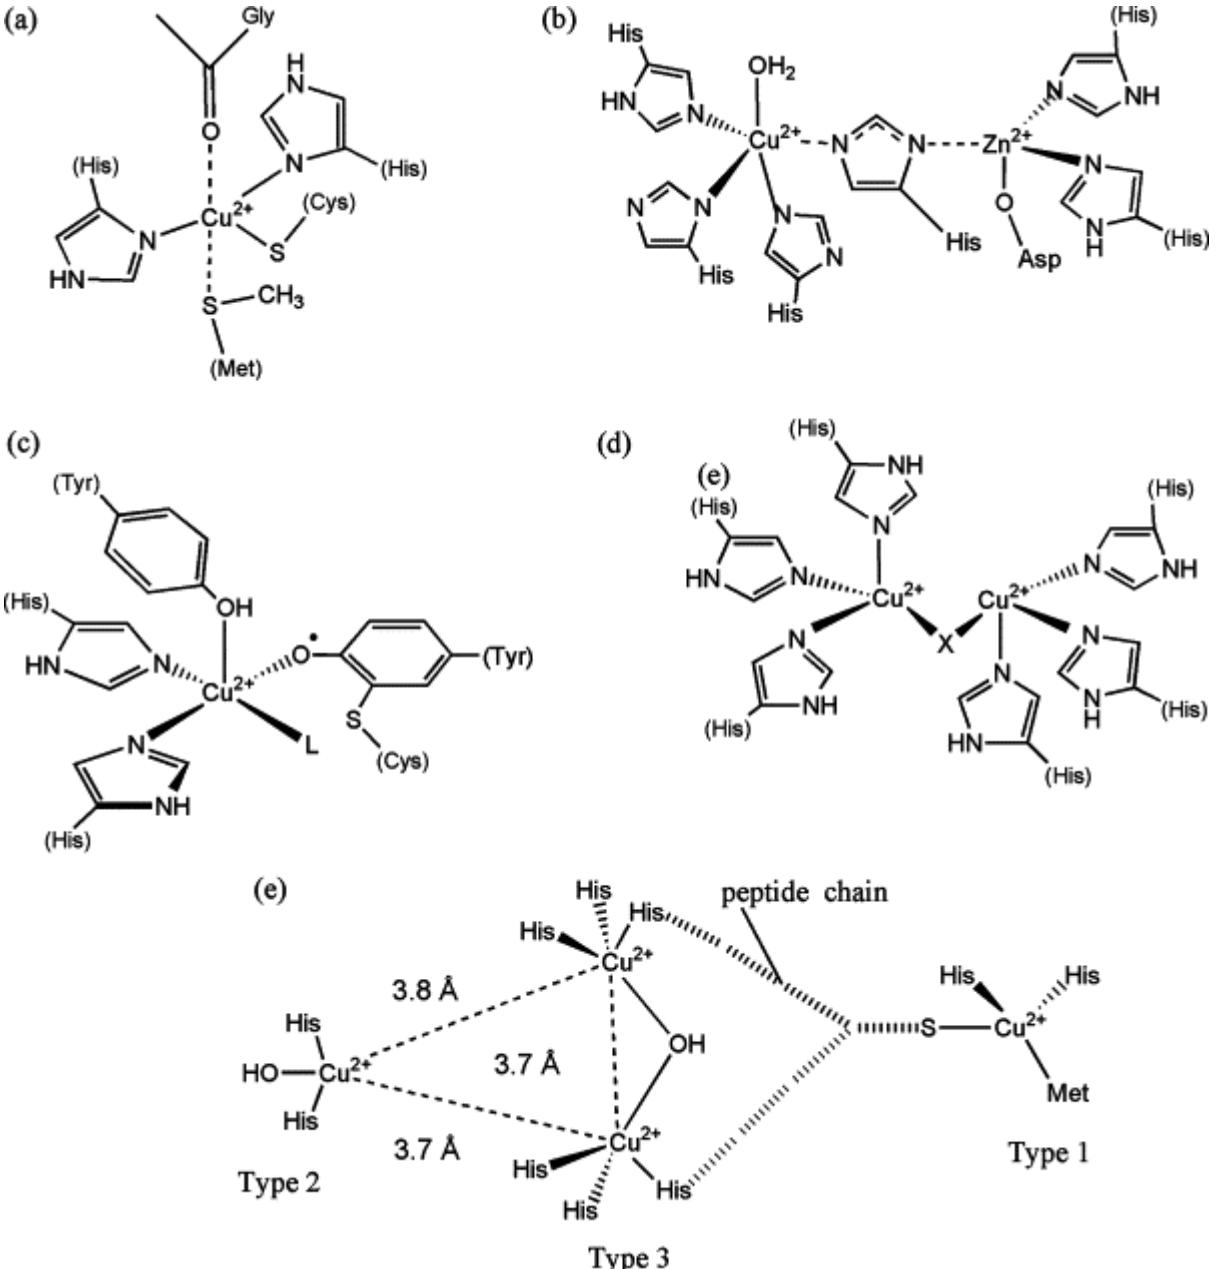 (a)
Gly
O
H
N
N
(His)
(His)
Cu2+
(Cys)
N
S
HN
S
CH3
(Met)
(b)
His
OH2
(His)
HN
N
N
NH
Cu2+
N
N
Zn2+
N
N
N
N
O
N
His
His
Asp
N
H
(His)
His
(c)
(Tyr)
(His)
OH
HN
N
O•
(Tyr)
Cu2+
N
L
S
(Cys)
NH
(His)
(d)
(e)
(His)
NH
(His)
N
(His)
HN
N
Cu2+
Cu2+
N
NH
N
X
N
N
NH
N
H
(His)
(His)
HN
(His)
(e)
His
His
His
peptide chain
Cu2+
3.8 Å
His
His
His
HO
Cu2+
3.7 Å
OH
S
Cu2+
His
Met
3.7 Å
Cu2+
His
His
His
Type 2
Type 1
Type 3